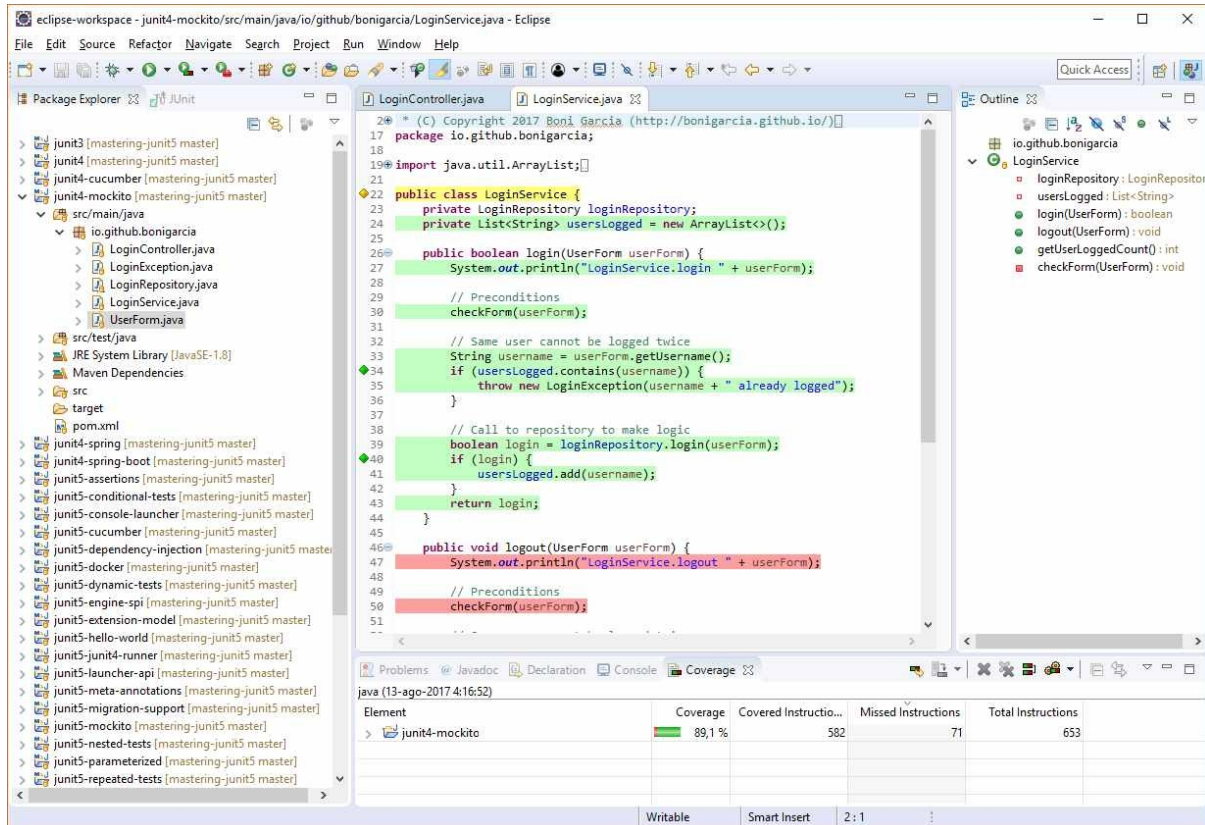 eclipse-workspace - junit4-mockito/src/main/java/io/github/bonigarcia/LoginService.java - Eclipse
File Edit Source Refactor Navigate Search Project Run Window Help
Quick Access
Package Explorer JUnit
junit3 [mastering-junit5 master]
junit4 [mastering-junit5 master]
junit4-cucumber [mastering-junit5 master]
junit4-mockito [mastering-junit5 master]
src/main/java
io.github.bonigarcia
LoginController.java
LoginException.java
LoginRepository.java
LoginService.java
UserForm.java
src/test/java
JRE System Library [JavaSE-1.8]
Maven Dependencies
src
target
pom.xml
junit4-spring [mastering-junit5 master]
junit4-spring-boot [mastering-junit5 master]
junit5-assertions [mastering-junit5 master]
junit5-conditional-tests [mastering-junit5 master]
junit5-console-launcher [mastering-junit5 master]
junit5-cucumber [mastering-junit5 master]
junit5-dependency-injection [mastering-junit5 maste
junit5-docker [mastering-junit5 master]
junit5-dynamic-tests [mastering-junit5 master]
junit5-engine-spi [mastering-junit5 master]
junit5-extension-model [mastering-junit5 master]
junit5-hello-world [mastering-junit5 master]
junit5-junit4-runner [mastering-junit5 master]
junit5-launcher-api [mastering-junit5 master]
junit5-meta-annotations [mastering-junit5 master]
junit5-migration-support [mastering-junit5 master]
junit5-mockito [mastering-junit5 master]
junit5-nested-tests [mastering-junit5 master]
junit5-parameterized [mastering-junit5 master]
junit5-repeated-tests [mastering-junit5 master]
LoginController.java LoginService.java
2 * (C) Copyright 2017 Boni Garcia (http://bonigarcia.github.io/)
17 package io.github.bonigarcia;
18
19 import java.util.ArrayList;
21
22 public class LoginService {
23 private LoginRepository loginRepository;
24 private List<String> usersLogged = new ArrayList<>();
25
26 public boolean login(UserForm userForm) {
27 System.out.println("LoginService.login " + userForm);
28
29 // Preconditions
30 checkForm(userForm);
31
32 // Same user cannot be logged twice
33 String username = userForm.getUsername();
34 if (usersLogged.contains(username)) {
35 throw new LoginException(username + " already logged");
36 }
37
38 // Call to repository to make logic
39 boolean login = loginRepository.login(userForm);
40 if (login) {
41 usersLogged.add(username);
42 }
43 return login;
44 }
45
46 public void logout(UserForm userForm) {
47 System.out.println("LoginService.logout " + userForm);
48
49 // Preconditions
50 checkForm(userForm);
51
Outline
io.github.bonigarcia
LoginService
loginRepository : LoginRepositor
usersLogged : List<String>
login(UserForm) : boolean
logout(UserForm) : void
getUserLoggedCount() : int
checkForm(UserForm) : void
Problems Javadoc Declaration Console Coverage
java (13-ago-2017 4:16:52)
Element Coverage Covered Instructio... Missed Instructions Total Instructions
junit4-mockito 89,1 % 582 71 653
Writable Smart Insert 2 : 1